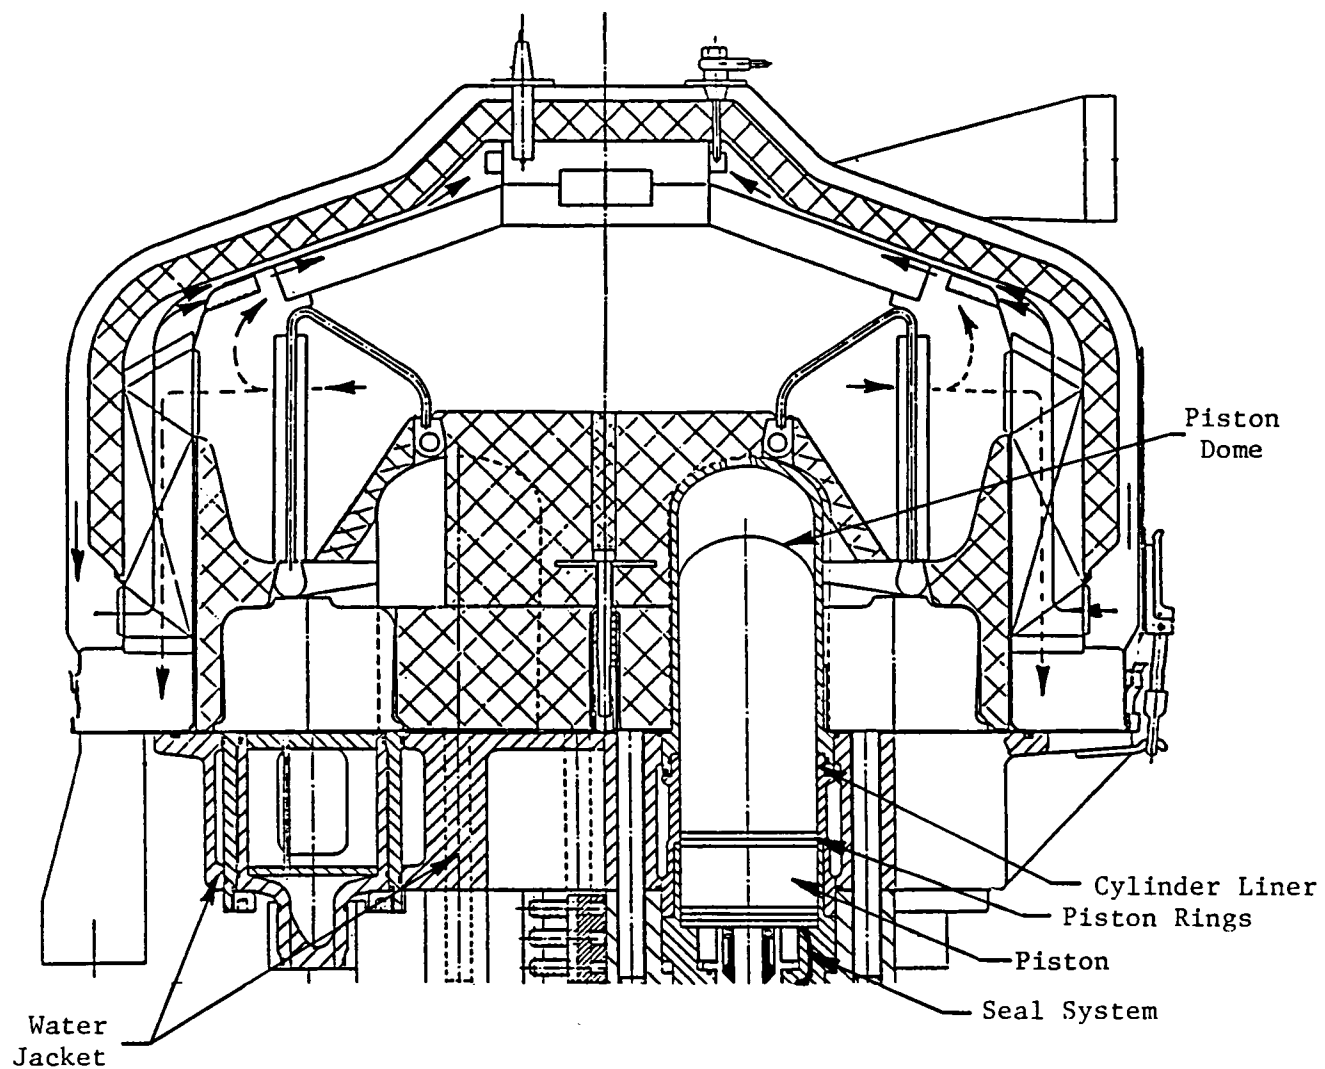 Piston
Dome
Cylinder Liner
Piston Rings
Piston
Seal System
Water
Jacket